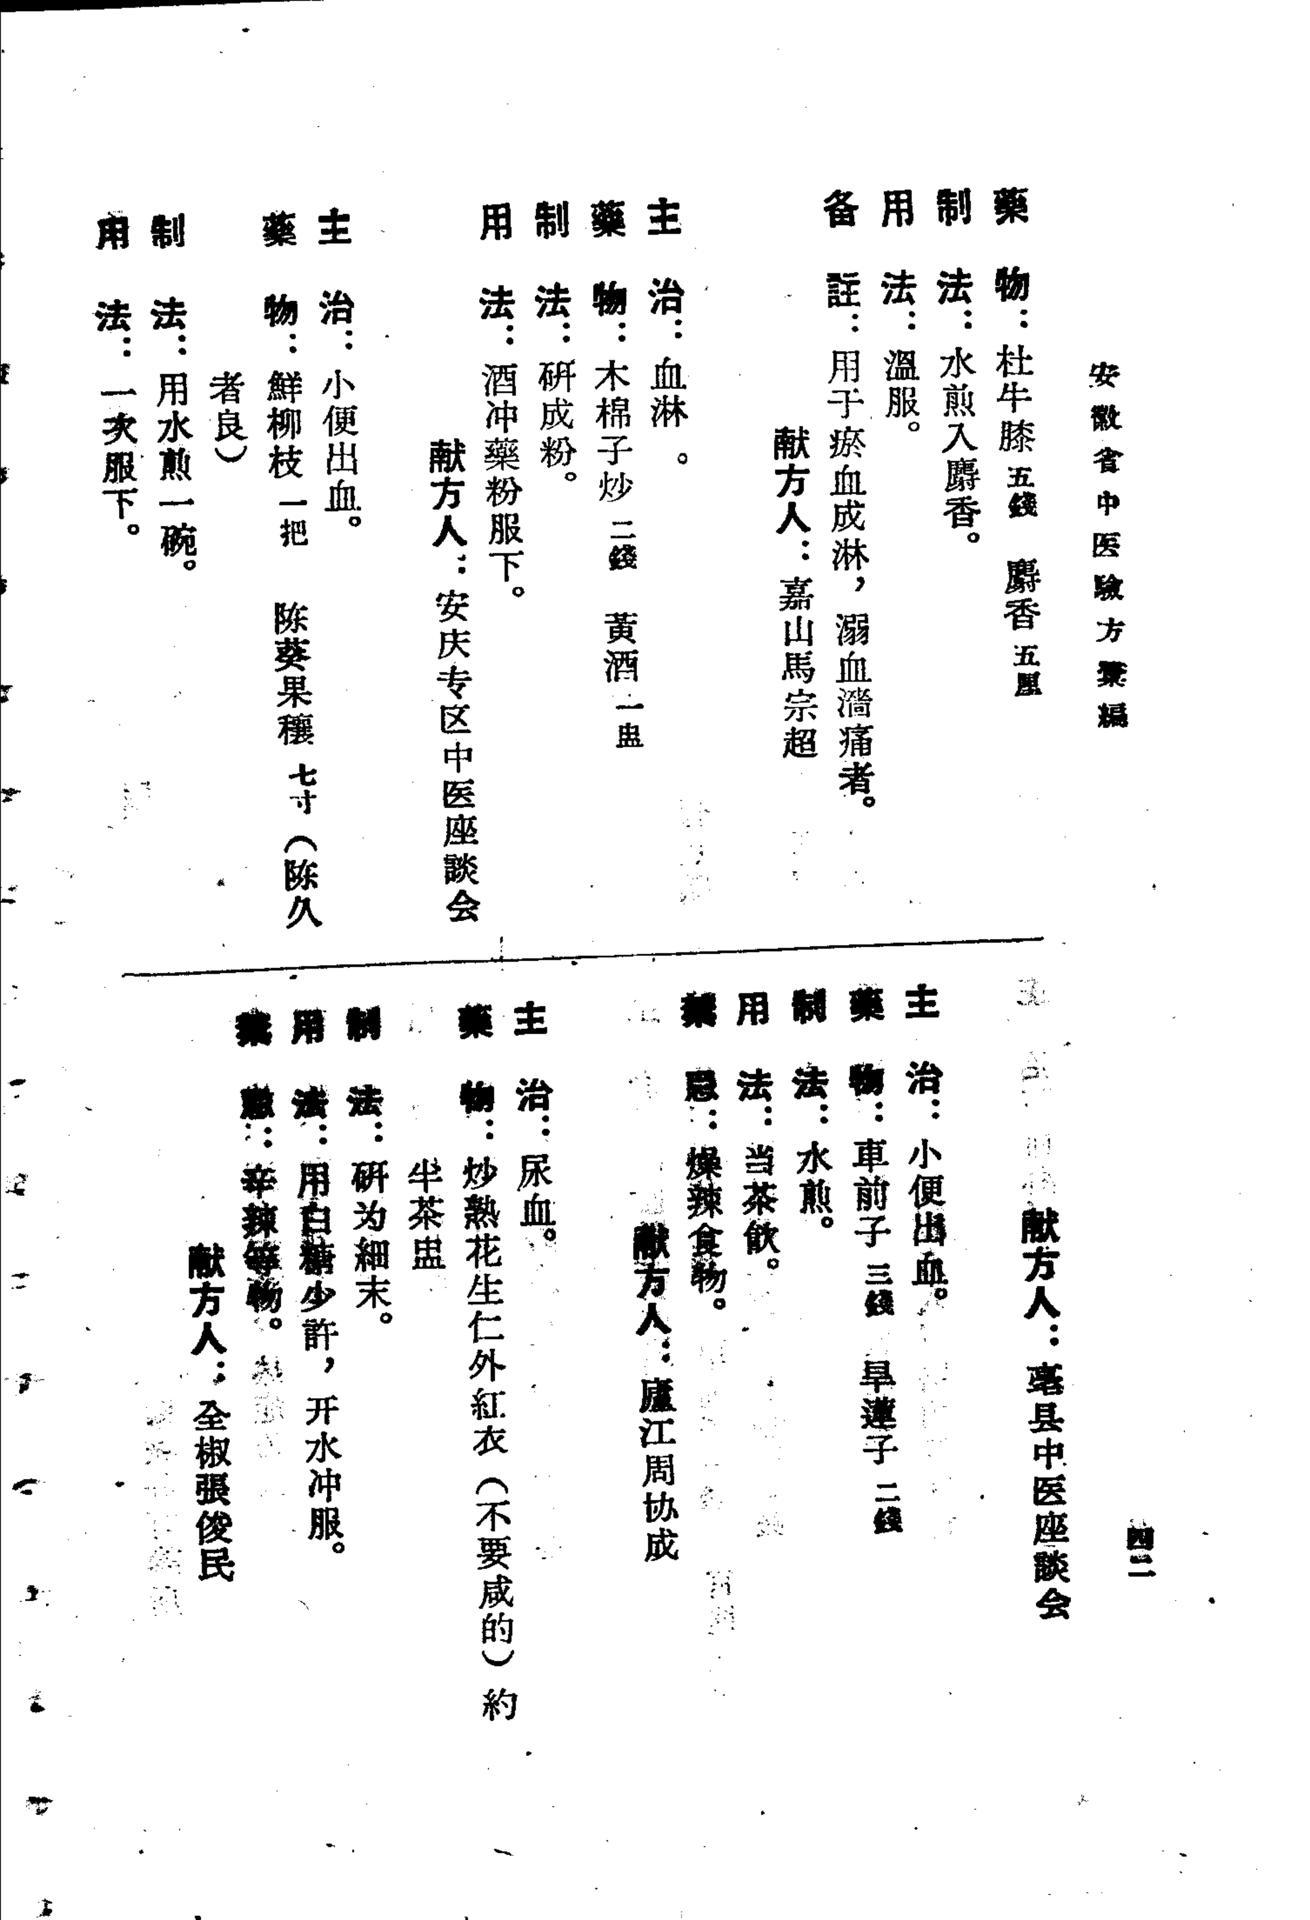 安徽省中医驗方彙編
四二
藥物：杜牛膝五錢　麝香五厘
制法：水煎入麝香。
用法：溫服。
备註：用于瘀血成淋，溺血濇痛者。
献方人：嘉山馬宗超
主治：血淋。
藥物：木棉子炒二錢　黃酒一盅
制法：研成粉。
用法：酒冲藥粉服下。
献方人：安庆专区中医座談会
主治：小便出血。
藥物：鮮柳枝一把　陈葵果穰七寸（陈久
者良）
制法：用水煎一碗。
用法：一次服下。
献方人：亳县中医座談会
主治：小便出血。
藥物：車前子三錢　旱蓮子二錢
制法：水煎。
用法：当茶飲。
禁忌：燥辣食物。
献方人：廬江周协成
主治：尿血。
藥物：炒熟花生仁外紅衣（不要咸的）約
半茶盅
制法：研为細末。
用法：用白糖少許，开水冲服。
禁忌：辛辣等物。
献方人：全椒張俊民